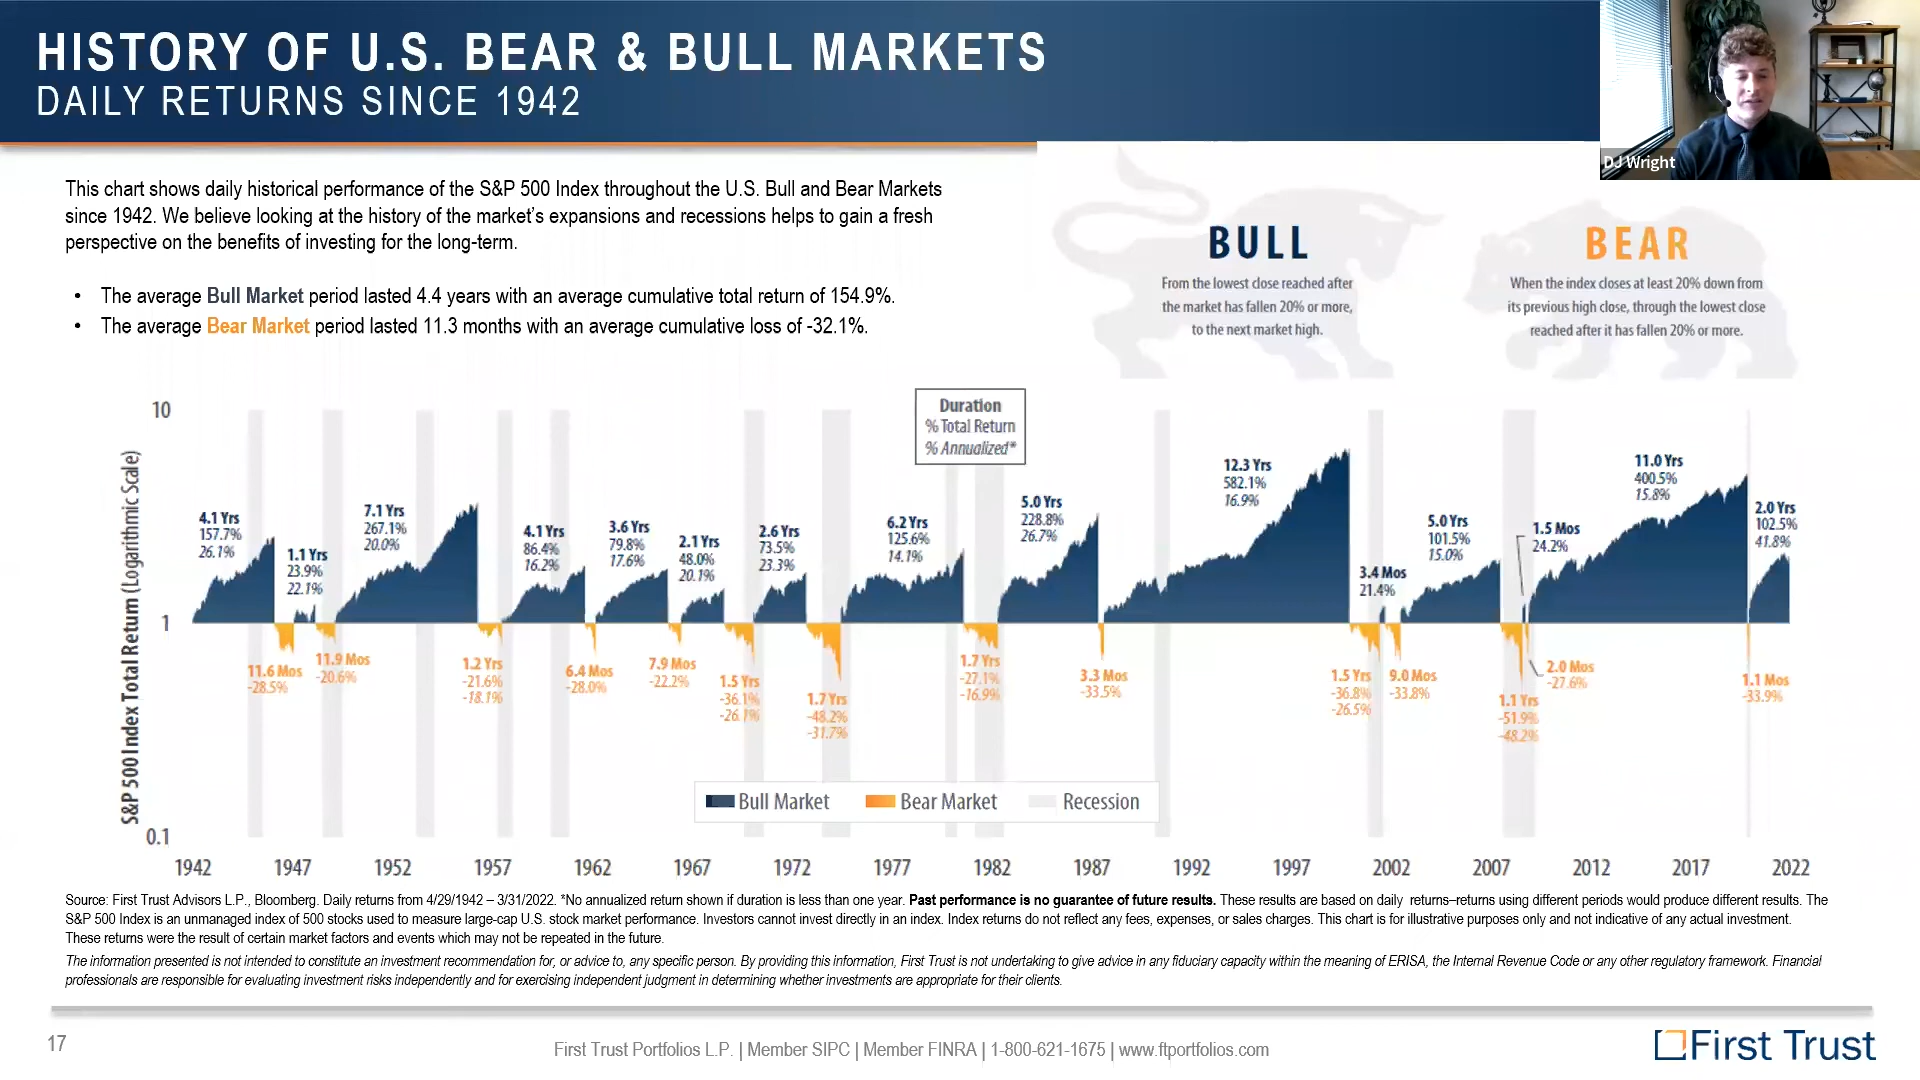 HISTORY OF U.S. BEAR & BULL MARKETS
DAILY RETURNS SINCE 1942
DJ Wright
This chart shows daily historical performance of the S&P 500 Index throughout the U.S. Bull and Bear Markets
since 1942. We believe looking at the history of the market’s expansions and recessions helps to gain a fresh
perspective on the benefits of investing for the long-term.
• The average Bull Market period lasted 4.4 years with an average cumulative total return of 154.9%.
• The average Bear Market period lasted 11.3 months with an average cumulative loss of -32.1%.
BULL
From the lowest close reached after
the market has fallen 20% or more,
to the next market high.
BEAR
When the index closes at least 20% down from
its previous high close, through the lowest close
reached after it has fallen 20% or more.
S&P 500 Index Total Return (Logarithmic Scale)
10
1
0.1
Duration
% Total Return
% Annualized*
4.1 Yrs
157.7%
26.1%
1.1 Yrs
23.9%
22.1%
7.1 Yrs
267.1%
20.0%
4.1 Yrs
86.4%
16.2%
3.6 Yrs
79.8%
17.6%
2.1 Yrs
48.0%
20.1%
2.6 Yrs
73.5%
23.3%
6.2 Yrs
125.6%
14.1%
5.0 Yrs
228.8%
26.7%
12.3 Yrs
582.1%
16.9%
3.4 Mos
21.4%
5.0 Yrs
101.5%
15.0%
1.5 Mos
24.2%
11.0 Yrs
400.5%
15.8%
2.0 Yrs
102.5%
41.8%
11.6 Mos
-28.5%
11.9 Mos
-20.6%
1.2 Yrs
-21.6%
-18.1%
6.4 Mos
-28.0%
7.9 Mos
-22.2%
1.5 Yrs
-36.1%
-26.1%
1.7 Yrs
-48.2%
-31.7%
1.7 Yrs
-27.1%
-16.9%
3.3 Mos
-33.5%
1.5 Yrs
-36.8%
-26.5%
9.0 Mos
-33.8%
1.1 Yrs
-51.9%
-48.2%
2.0 Mos
-27.6%
1.1 Mos
-33.9%
Bull Market Bear Market Recession
1942 1947 1952 1957 1962 1967 1972 1977 1982 1987 1992 1997 2002 2007 2012 2017 2022
Source: First Trust Advisors L.P., Bloomberg. Daily returns from 4/29/1942 – 3/31/2022. *No annualized return shown if duration is less than one year. Past performance is no guarantee of future results. These results are based on daily returns–returns using different periods would produce different results. The
S&P 500 Index is an unmanaged index of 500 stocks used to measure large-cap U.S. stock market performance. Investors cannot invest directly in an index. Index returns do not reflect any fees, expenses, or sales charges. This chart is for illustrative purposes only and not indicative of any actual investment.
These returns were the result of certain market factors and events which may not be repeated in the future.
The information presented is not intended to constitute an investment recommendation for, or advice to, any specific person. By providing this information, First Trust is not undertaking to give advice in any fiduciary capacity within the meaning of ERISA, the Internal Revenue Code or any other regulatory framework. Financial
professionals are responsible for evaluating investment risks independently and for exercising independent judgment in determining whether investments are appropriate for their clients.
17
First Trust Portfolios L.P. | Member SIPC | Member FINRA | 1-800-621-1675 | www.ftportfolios.com
First Trust